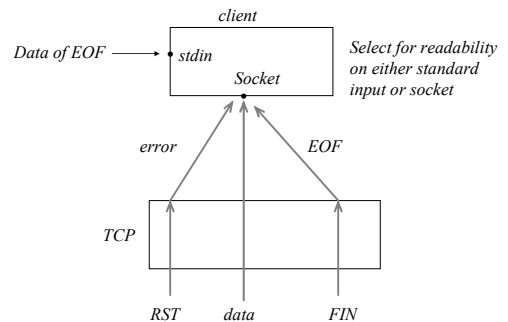 client
Data of EOF
stdin
Select for readability
on either standard
input or socket
Socket
error
EOF
TCP
RST
data
FIN